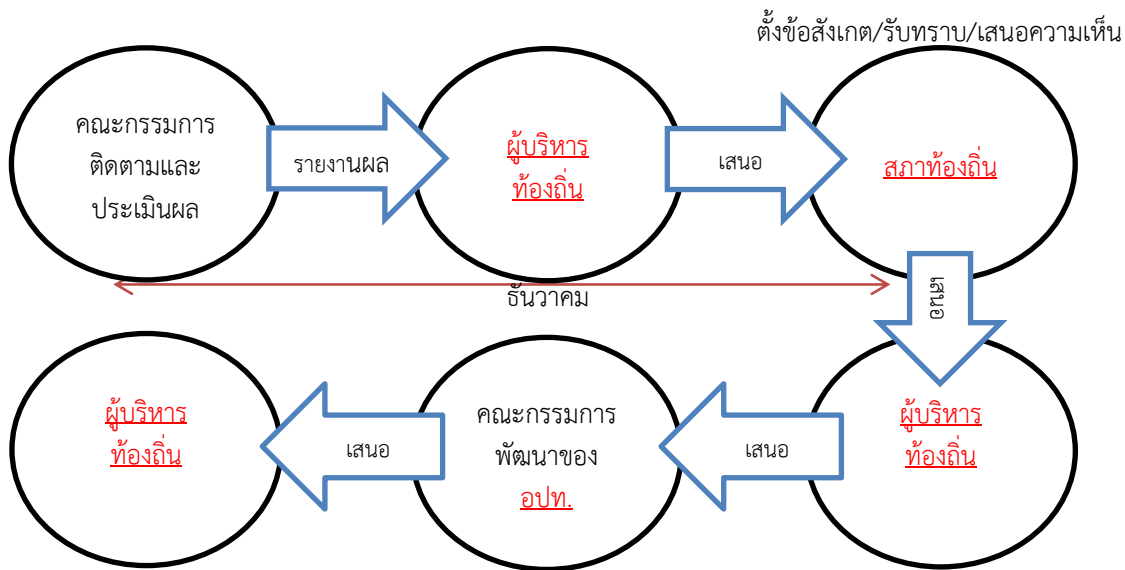 ตั้งข้อสังเกต/รับทราบ/เสนอความเห็น
คณะกรรมการ
ติดตามและ
ประเมินผล
รายงานผล
ผู้บริหาร
ท้องถิ่น
เสนอ
สภาท้องถิ่น
ธันวาคม
เสนอ
ผู้บริหาร
ท้องถิ่น
เสนอ
คณะกรรมการ
พัฒนาของ
อปท.
เสนอ
ผู้บริหาร
ท้องถิ่น